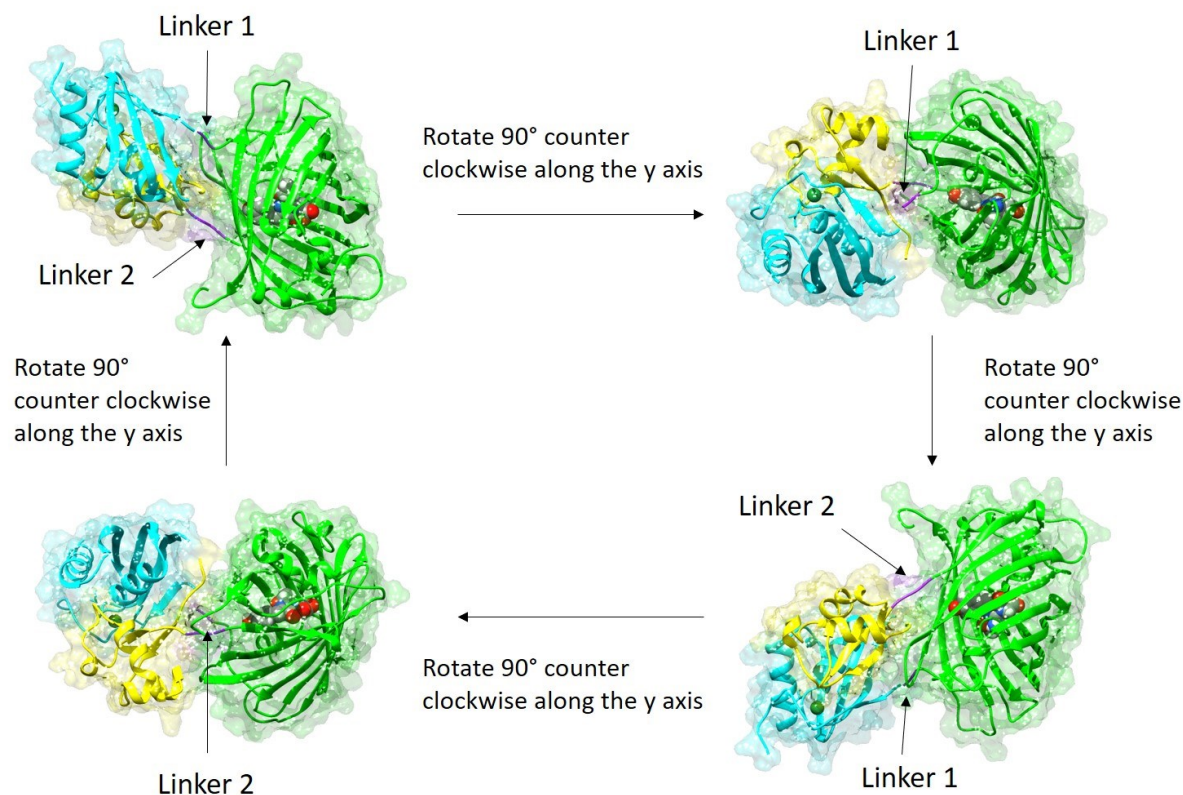 Linker 1
Linker 1
Rotate 90° counter
clockwise along the y axis
Linker 2
Rotate 90°
counter clockwise
along the y axis
Rotate 90°
counter clockwise
along the y axis
Linker 2
Rotate 90° counter
clockwise along the y axis
Linker 2
Linker 1